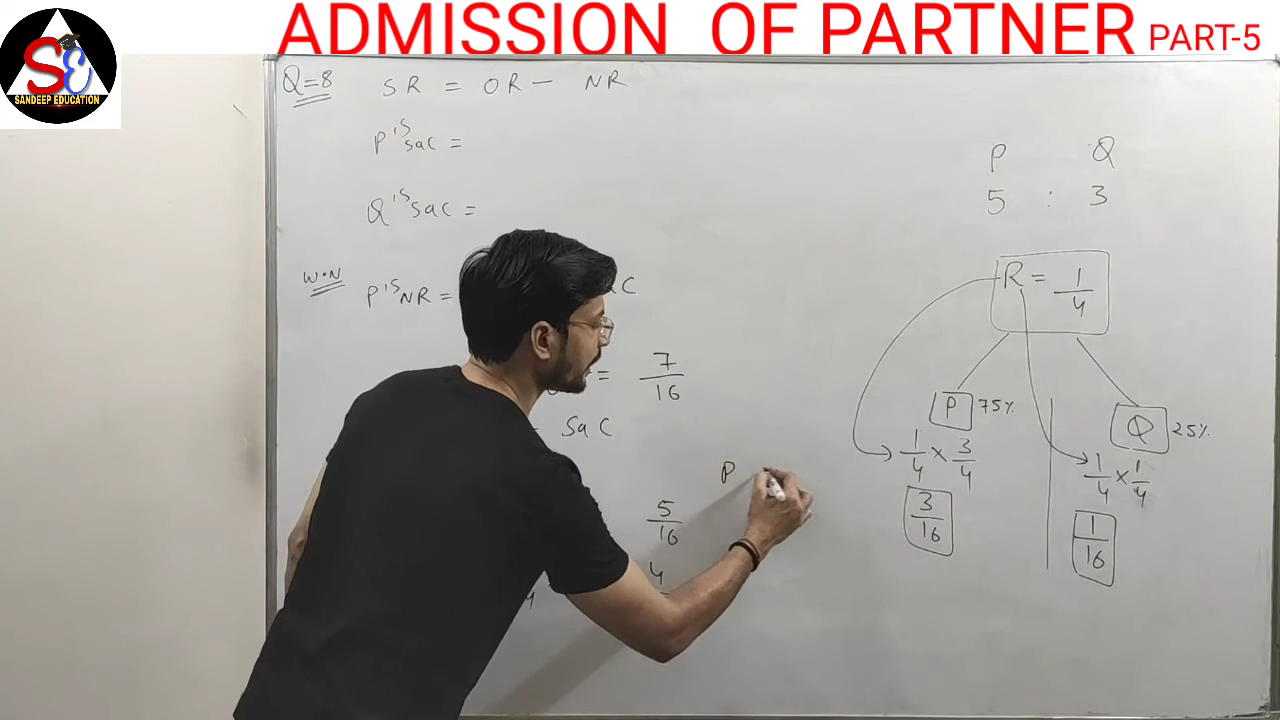 ADMISSION OF PARTNER PART-5
SE
SANDEEP EDUCATION
Q=8 SR = OR - NR
P'S sac =
Q'S sac =
W.N P'S NR =
= 7/16
sac
5/16
4
P
P Q
5 : 3
R = 1/4
P 75%
Q 25%
1/4 × 3/4
1/4 × 1/4
3/16
1/16